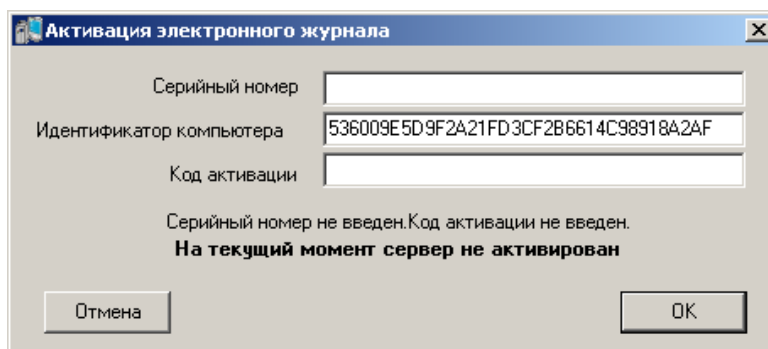 Активация электронного журнала
Серийный номер
Идентификатор компьютера 536009E5D9F2A21FD3CF2B6614C98918A2AF
Код активации
Серийный номер не введен.Код активации не введен.
На текущий момент сервер не активирован
Отмена OK